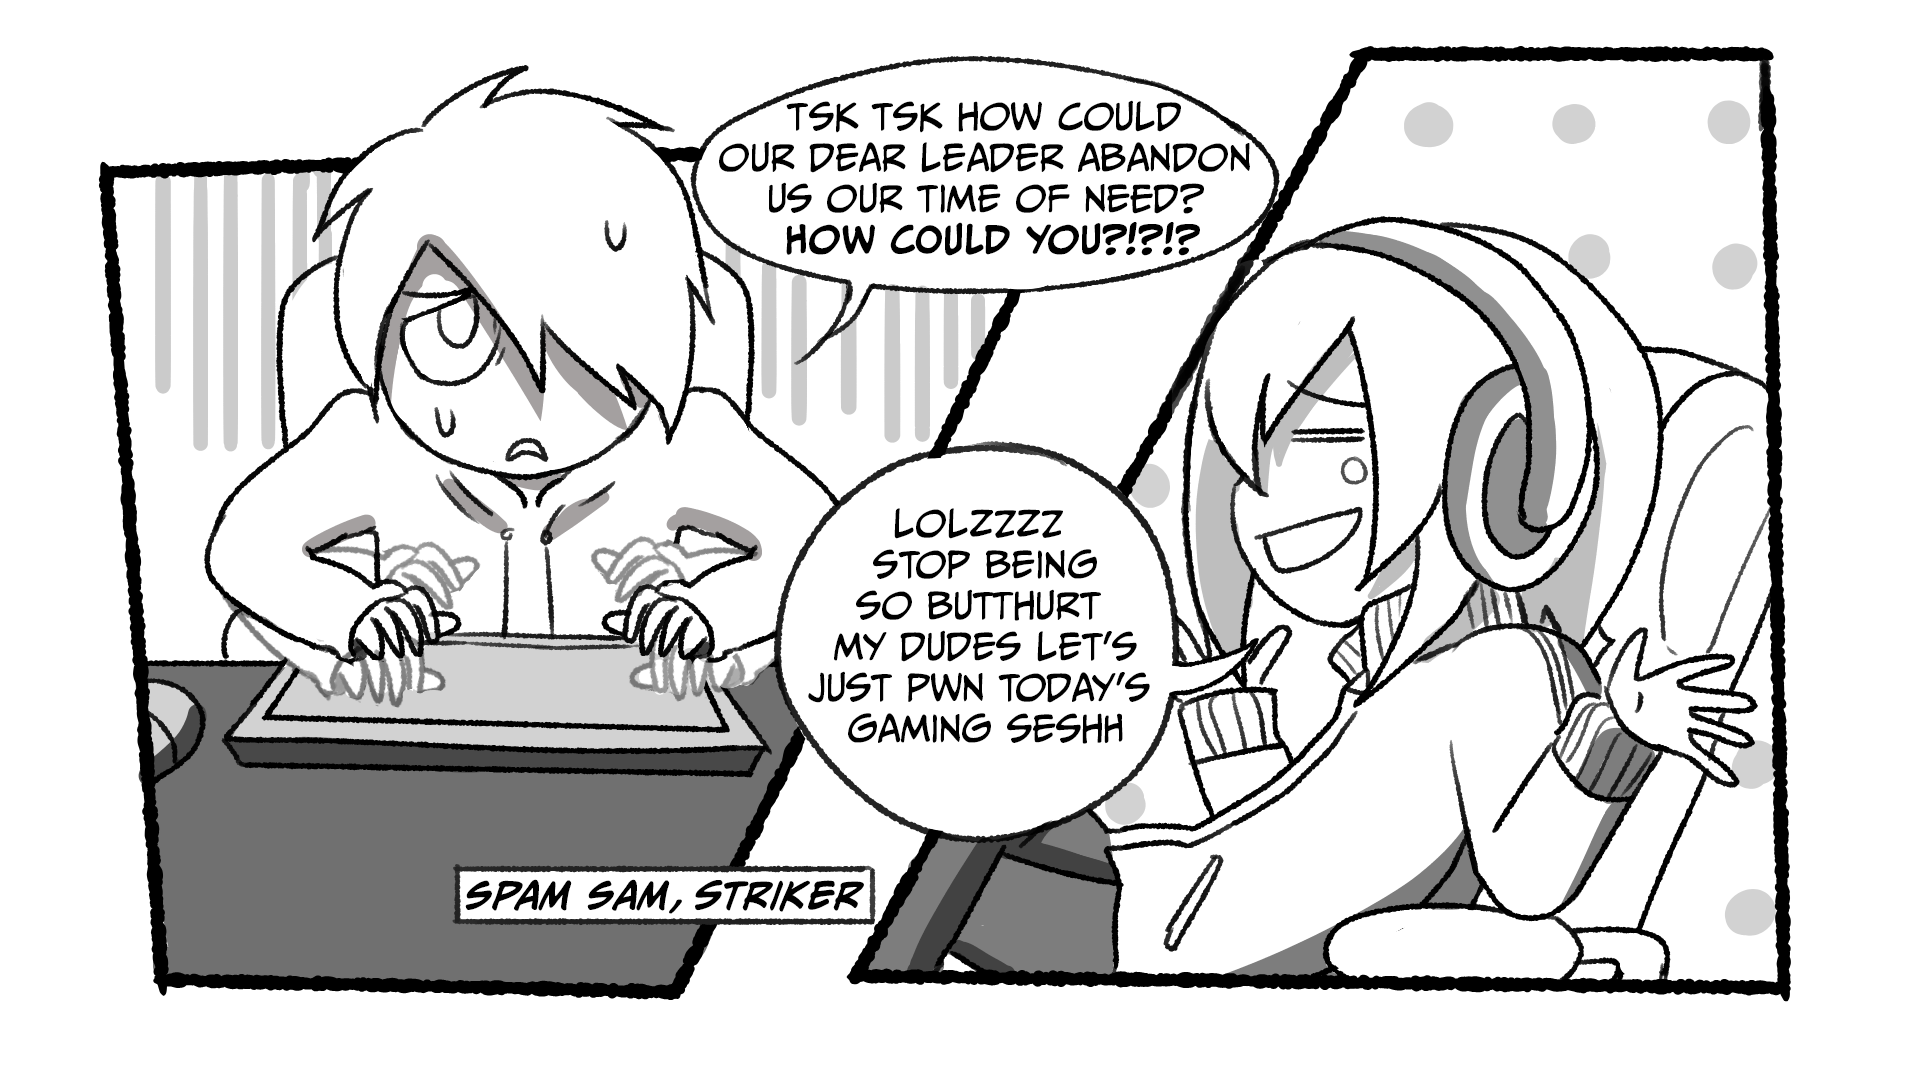 TSK TSK HOW COULD
OUR DEAR LEADER ABANDON
US OUR TIME OF NEED?
HOW COULD YOU?!?!?
LOLZZZZ
STOP BEING
SO BUTTHURT
MY DUDES LET'S
JUST PWN TODAY'S
GAMING SESHH
SPAM SAM, STRIKER